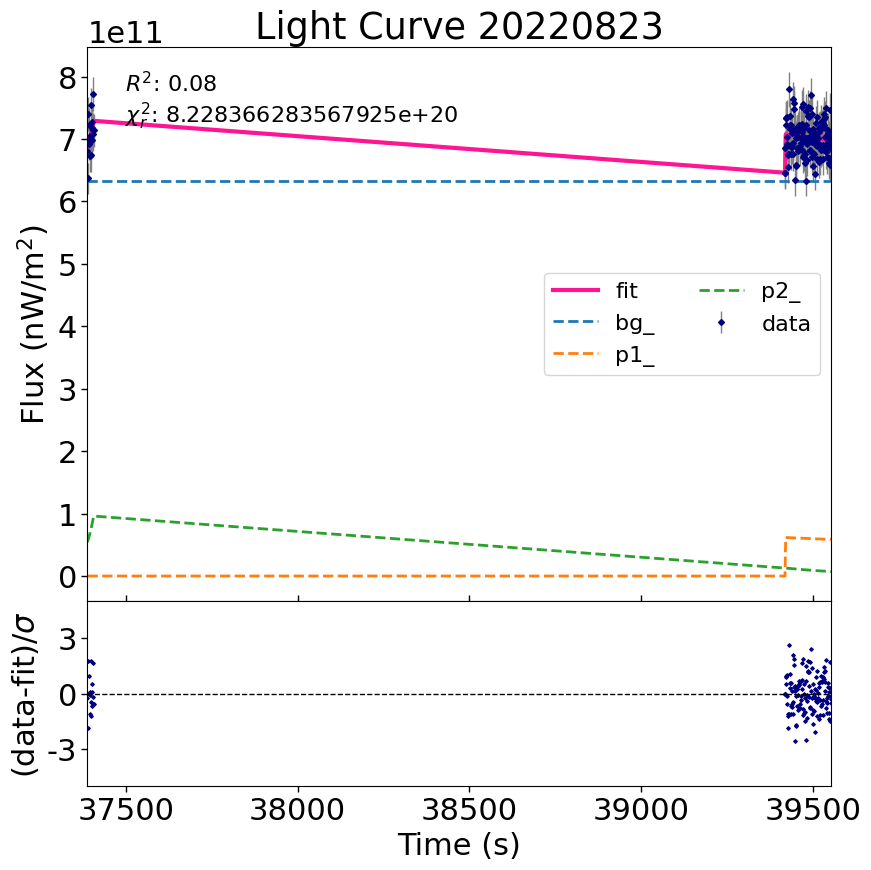 Light Curve 20220823
1e11
R²: 0.08
χ²ᵣ: 8.228366283567925e+20
8
7
6
5
4
3
2
1
0
Flux (nW/m²)
fit
bg_
p1_
p2_
data
3
0
-3
(data-fit)/σ
37500 38000 38500 39000 39500
Time (s)